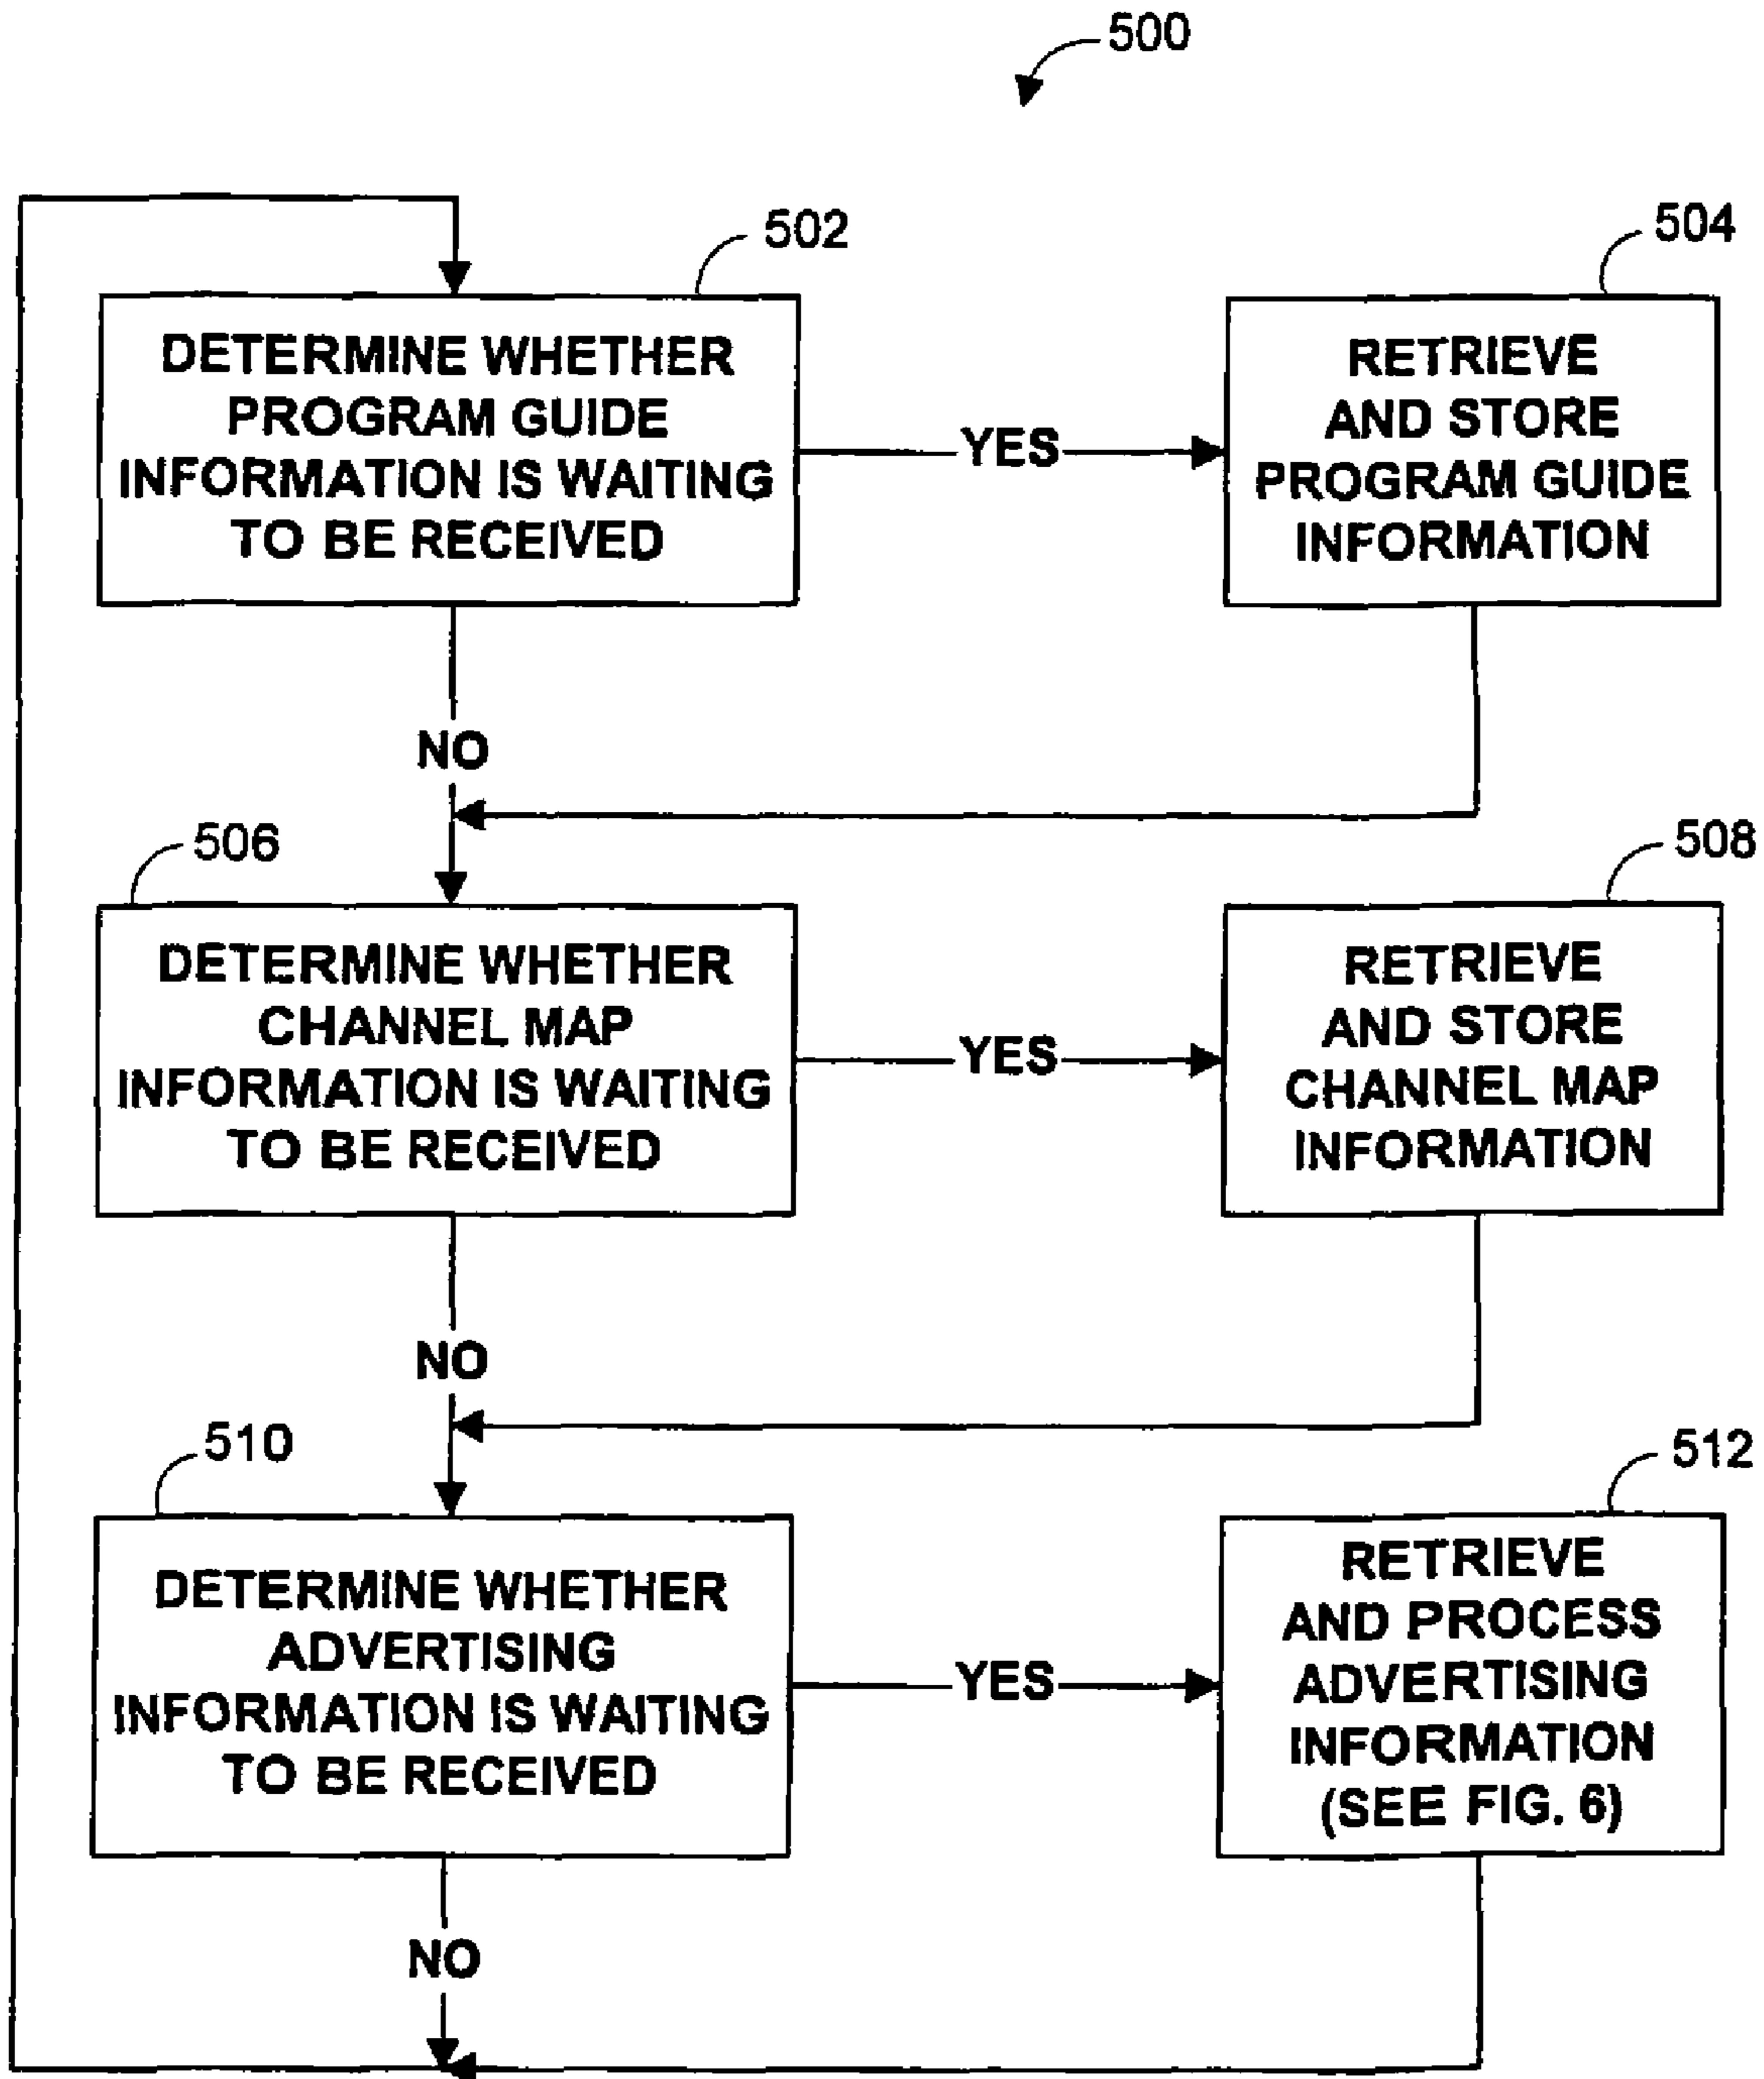 500
502
DETERMINE WHETHER
PROGRAM GUIDE
INFORMATION IS WAITING
TO BE RECEIVED
YES
504
RETRIEVE
AND STORE
PROGRAM GUIDE
INFORMATION
NO
506
DETERMINE WHETHER
CHANNEL MAP
INFORMATION IS WAITING
TO BE RECEIVED
YES
508
RETRIEVE
AND STORE
CHANNEL MAP
INFORMATION
NO
510
DETERMINE WHETHER
ADVERTISING
INFORMATION IS WAITING
TO BE RECEIVED
YES
512
RETRIEVE
AND PROCESS
ADVERTISING
INFORMATION
(SEE FIG. 6)
NO